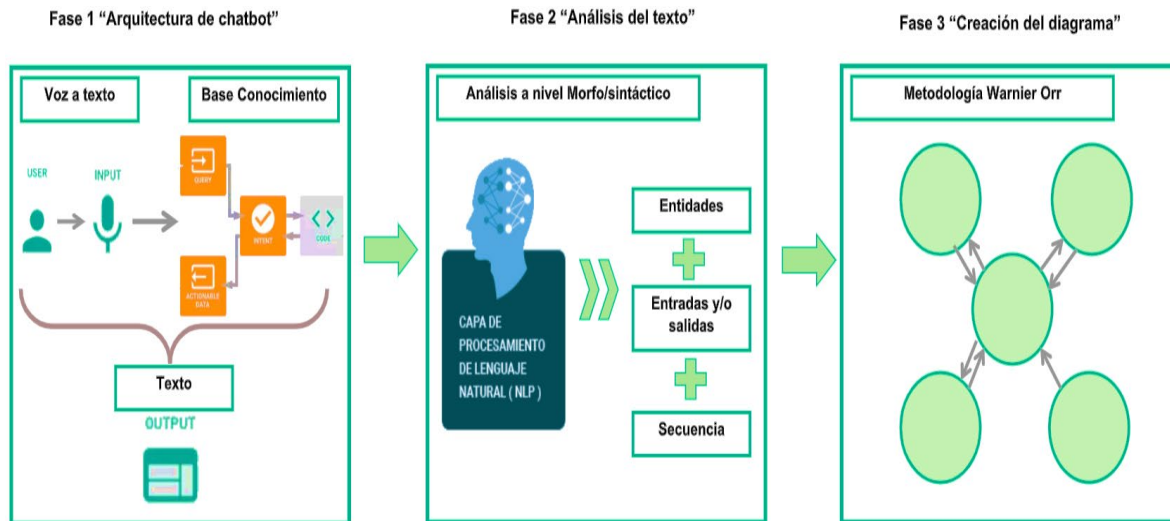 Fase 1 “Arquitectura de chatbot”
Voz a texto
Base Conocimiento
USER
INPUT
QUERY
INTENT
CODE
ACTIONABLE
DATA
Texto
OUTPUT
Fase 2 “Análisis del texto”
Análisis a nivel Morfo/sintáctico
CAPA DE
PROCESAMIENTO
DE LENGUAJE
NATURAL ( NLP )
Entidades
Entradas y/o
salidas
Secuencia
Fase 3 “Creación del diagrama”
Metodología Warnier Orr